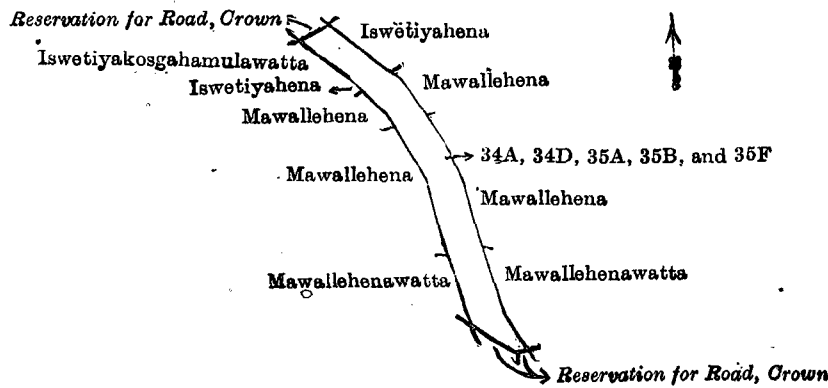 Reservation for Road, Crown
Iswetiyahena
Iswetiyakosgahamulawatta
Iswetiyahena
Mawallehena
Mawallehena
34A, 34D, 35A, 35B, and 35F
Mawallehena
Mawallehena
Mawallehenawatta
Mawallehenawatta
Reservation for Road, Crown